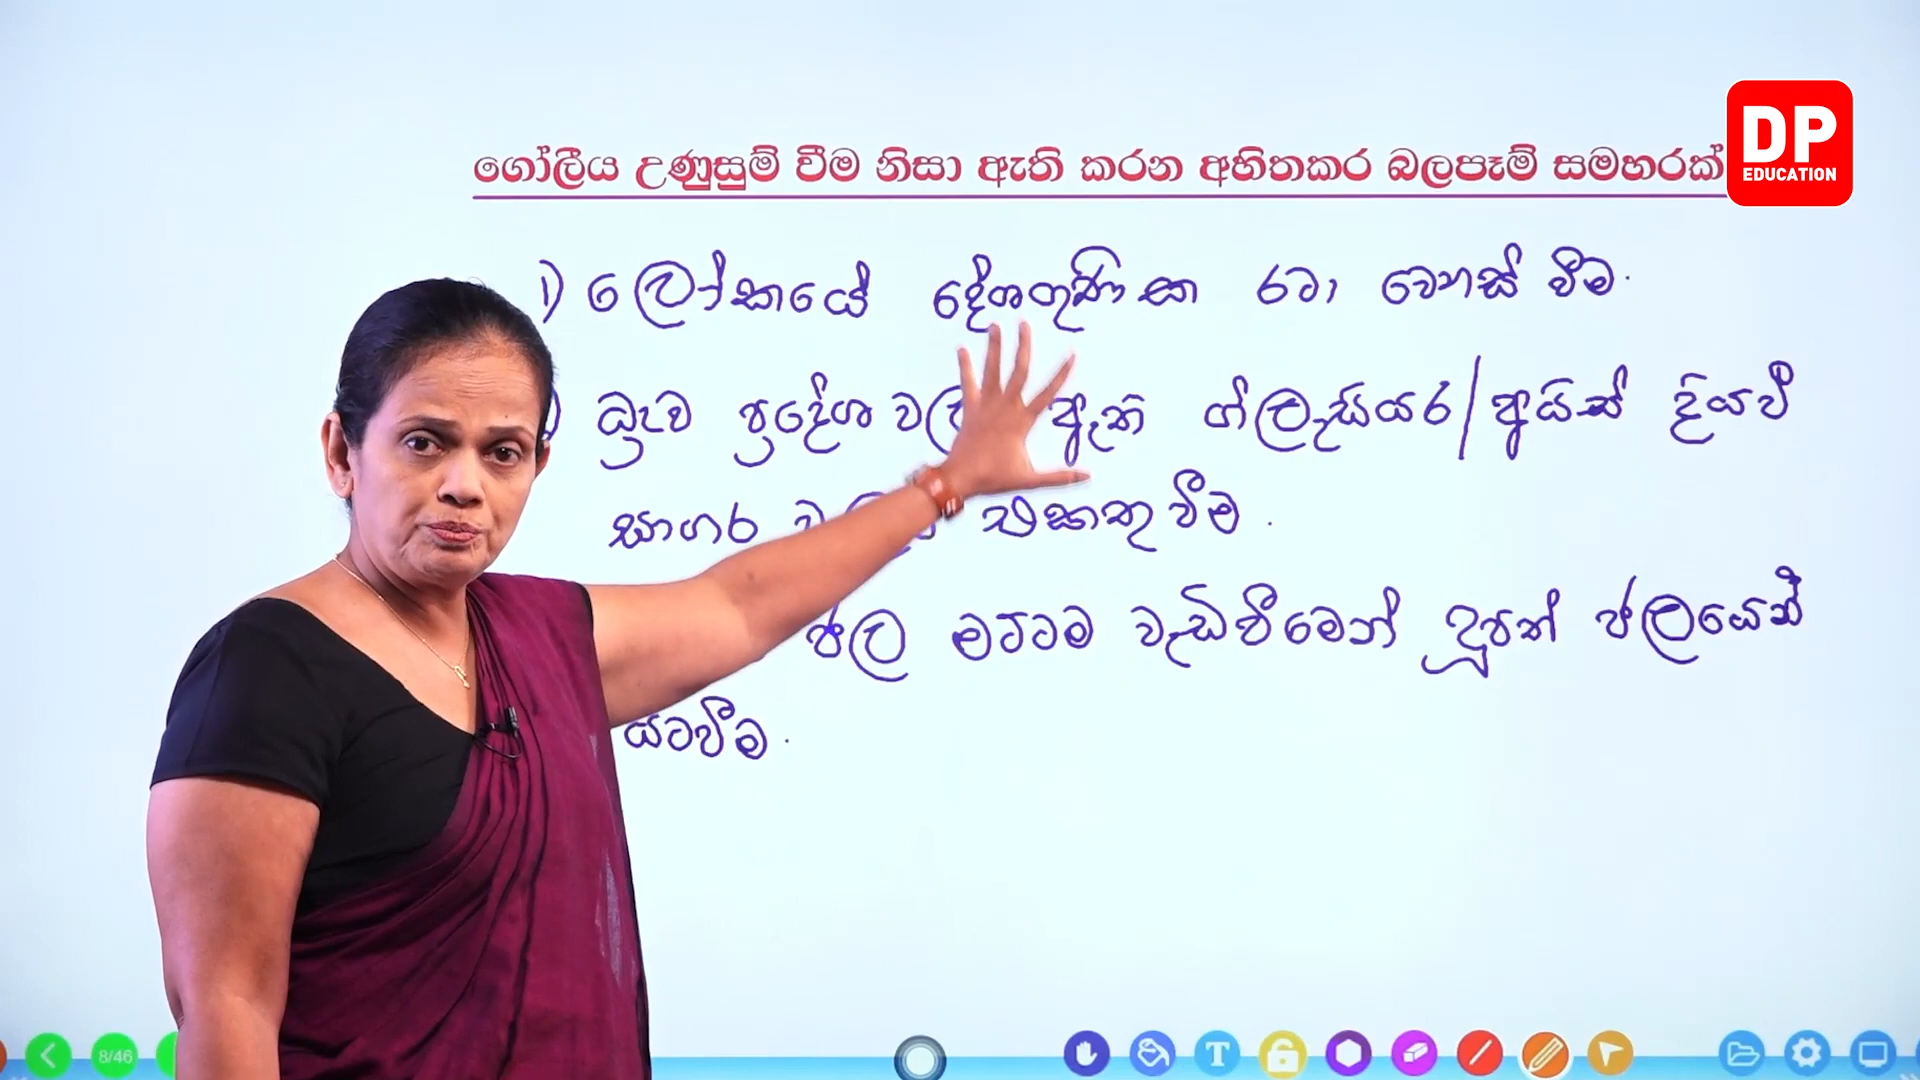 DP
EDUCATION
ගෝලීය උණුසුම් වීම නිසා ඇති කරන අහිතකර බලපෑම් සමහරක්
1) ලෝකයේ දේශගුණික රටා වෙනස් වීම.
ධ්‍රැව ප්‍රදේශ වල ඇති ග්ලැසියර/අයිස් දියවී
සාගර එකතුවීම.
ජල මට්ටම වැඩිවීමෙන් දූපත් ජලයෙන්
යටවීම.
8/46